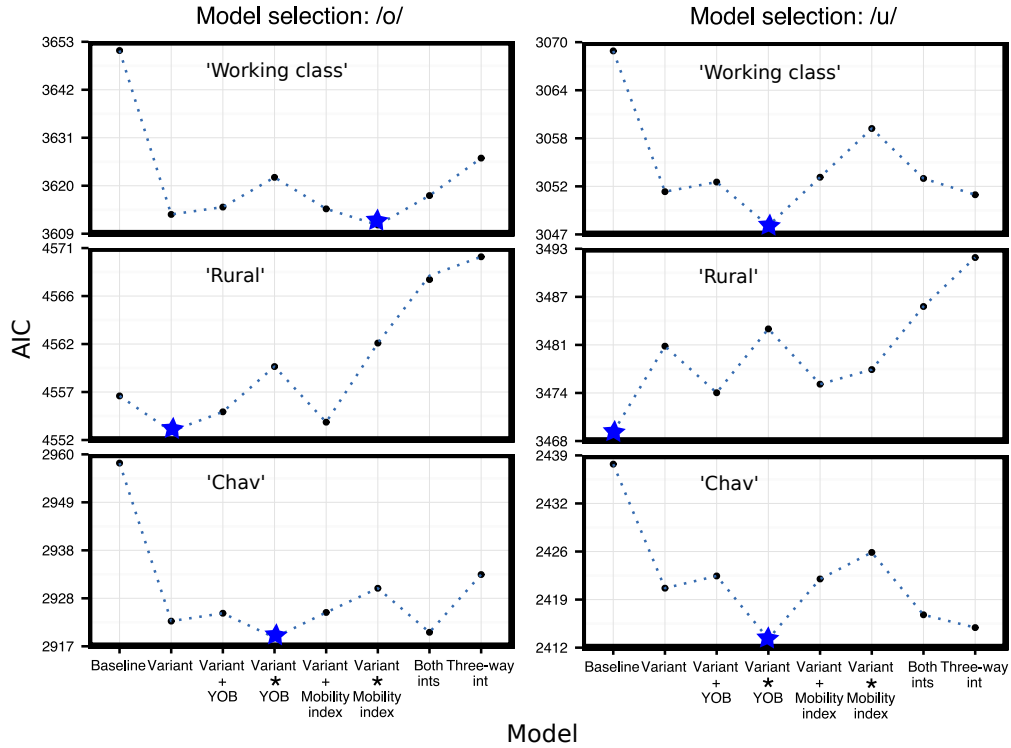 Model selection: /o/
Model selection: /u/
AIC
3653
3642
3631
3620
3609
'Working class'
3070
3064
3058
3052
3047
'Working class'
4571
4566
4562
4557
4552
'Rural'
3493
3487
3481
3474
3468
'Rural'
2960
2949
2938
2928
2917
'Chav'
2439
2432
2426
2419
2412
'Chav'
Baseline
Variant
Variant
+
YOB
Variant
*
YOB
Variant
+
Mobility
index
Variant
*
Mobility
index
Both
ints
Three-way
int
Baseline
Variant
Variant
+
YOB
Variant
*
YOB
Variant
+
Mobility
index
Variant
*
Mobility
index
Both
ints
Three-way
int
Model